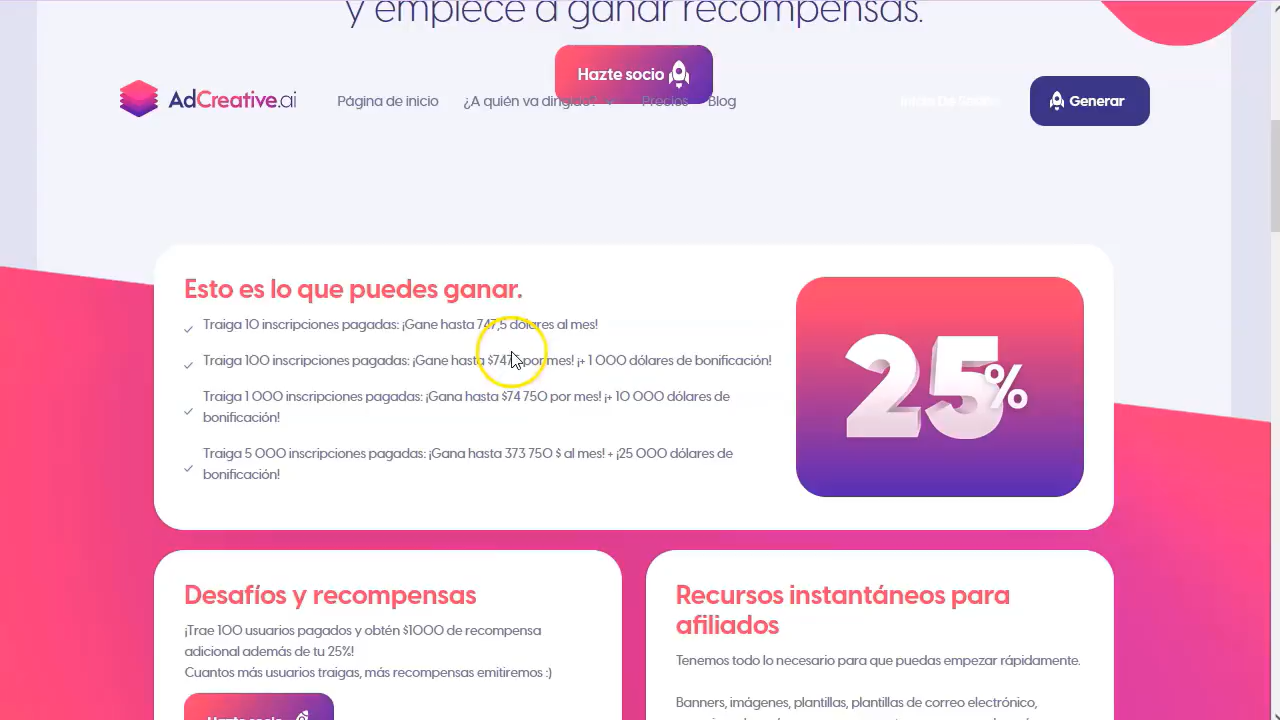 y empiece a ganar recompensas.
Hazte socio
AdCreative.ai
Página de inicio
¿A quién va dirigido?
Precios
Blog
Generar
Esto es lo que puedes ganar.
Traiga 10 inscripciones pagadas: ¡Gane hasta 747,5 dólares al mes!
Traiga 100 inscripciones pagadas: ¡Gane hasta por mes! ¡+ 1 000 dólares de bonificación!
Traiga 1 000 inscripciones pagadas: ¡Gana hasta $74 750 por mes! ¡+ 10 000 dólares de
bonificación!
Traiga 5 000 inscripciones pagadas: ¡Gana hasta 373 750 $ al mes! + ¡25 000 dólares de
bonificación!
25%
Desafíos y recompensas
¡Trae 100 usuarios pagados y obtén $1000 de recompensa
adicional además de tu 25%!
Cuantos más usuarios traigas, más recompensas emitiremos :)
Hazte socio
Recursos instantáneos para
afiliados
Tenemos todo lo necesario para que puedas empezar rápidamente.
Banners, imágenes, plantillas, plantillas de correo electrónico,